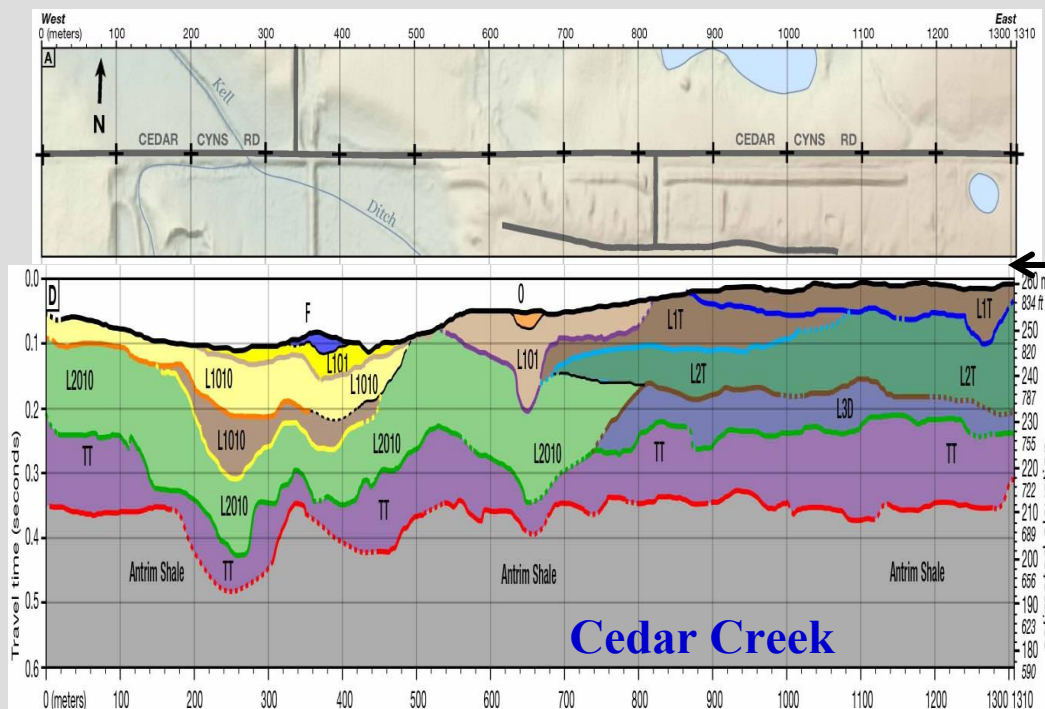 West East
0 (meters) 100 200 300 400 500 600 700 800 900 1000 1100 1200 1300 1310
A
N
Kell
CEDAR CYNS RD CEDAR CYNS RD
Ditch
0.0 260 m
D F O 834 ft
L1T L1T
0.1 250
L101 L101 820
L1010 L1010 240
L2010 L2T L2T 787
0.2 L3D 230
L1010 L2010 L2010 755
TT TT TT
0.3 220
L2010 722
TT 210
0.4 689
Antrim Shale TT Antrim Shale Antrim Shale 200
656
0.5 190
Cedar Creek 623
180
0.6 590
Travel time (seconds)
0 (meters) 100 200 300 400 500 600 700 800 900 1000 1100 1200 1300 1310